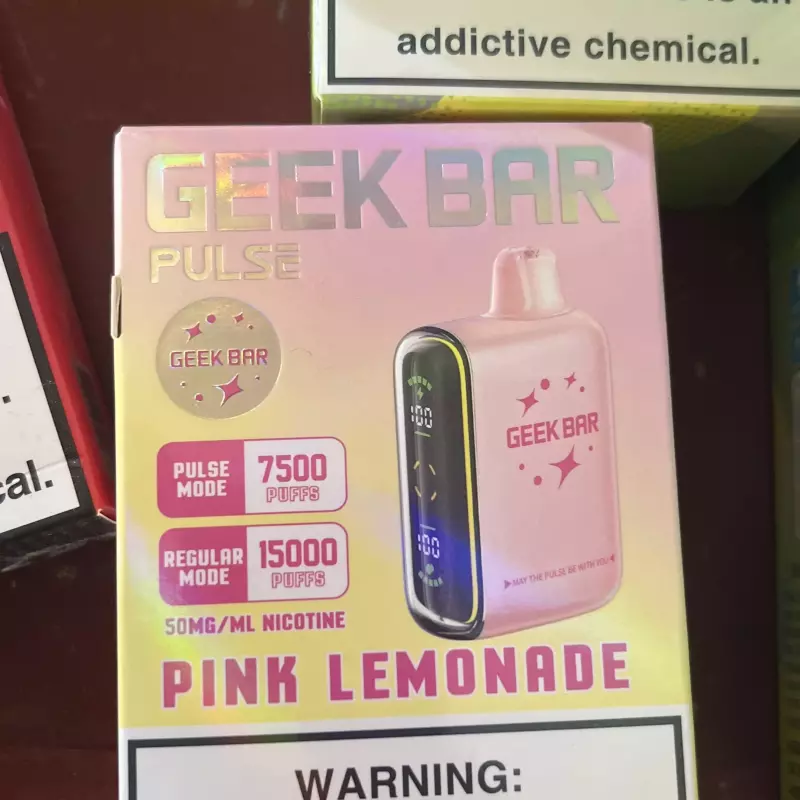 addictive chemical.
GEEK BAR
PULSE
GEEK BAR
100
GEEK BAR
PULSE MODE
7500 PUFFS
REGULAR MODE
15000 PUFFS
100
MAY THE PULSE BE WITH YOU
50MG/ML NICOTINE
PINK LEMONADE
WARNING: